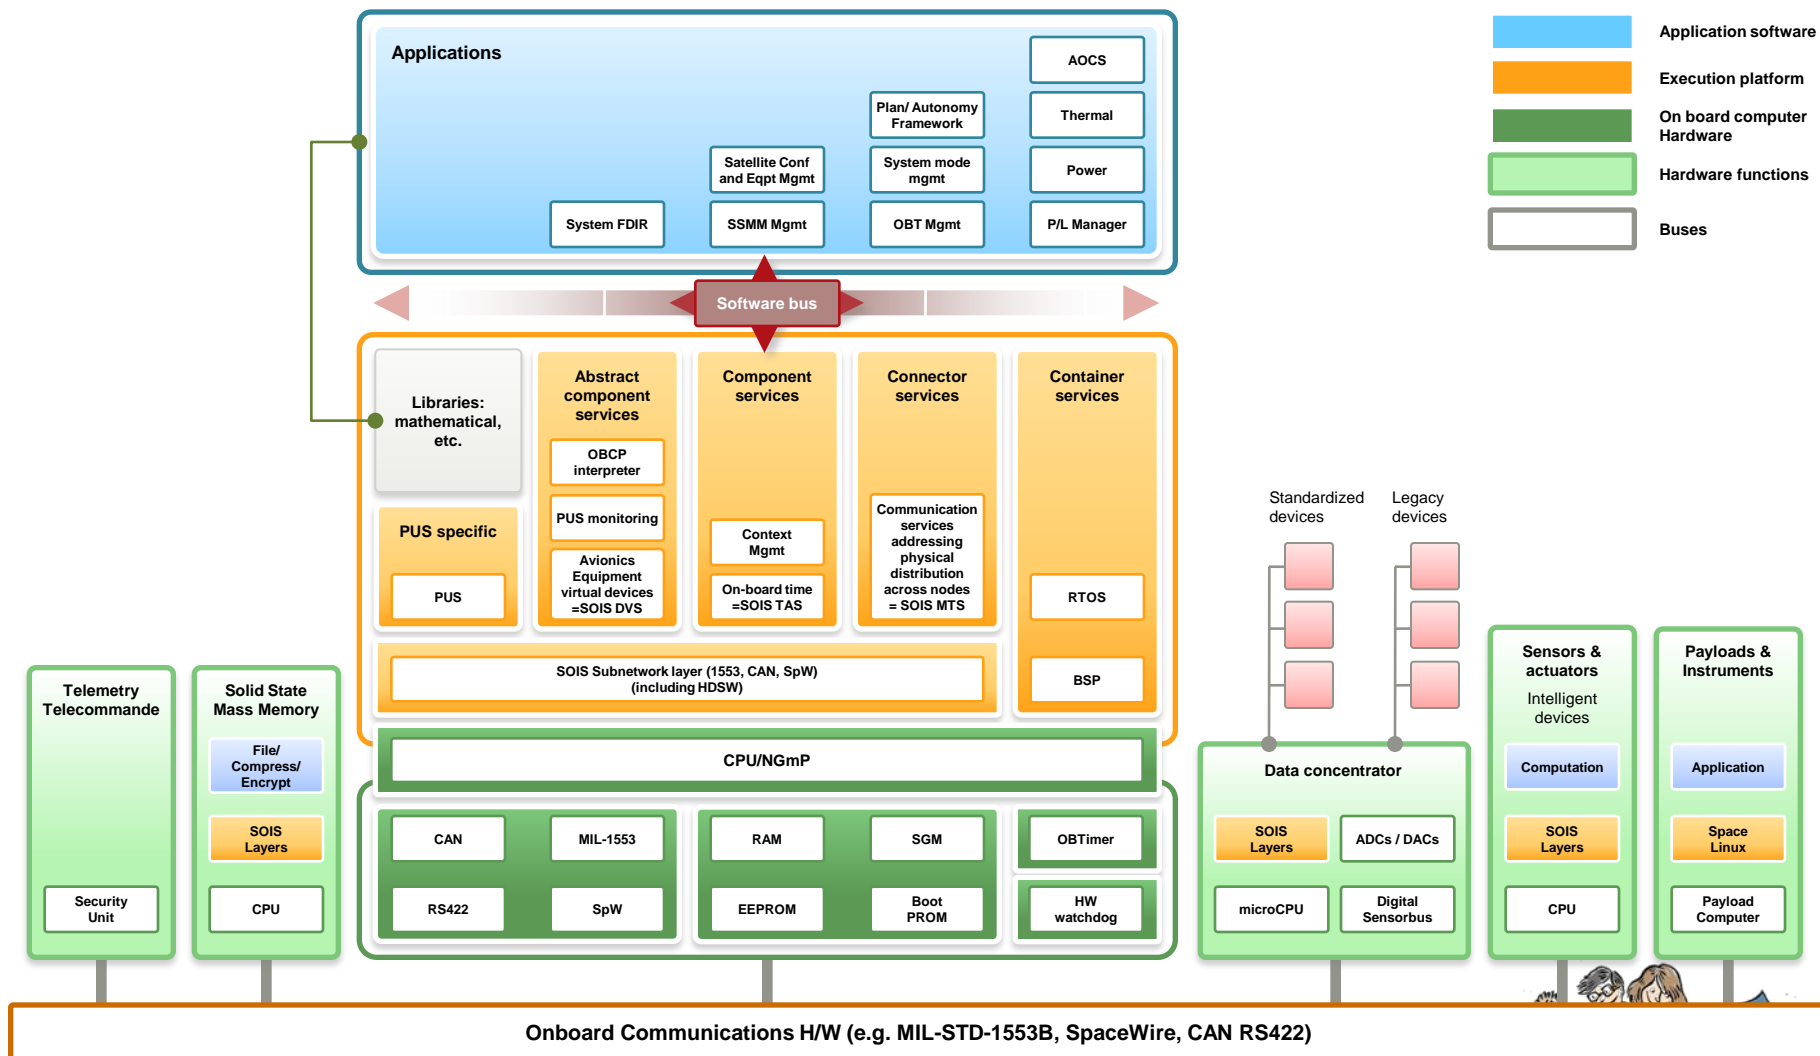 Applications
AOCS
Plan/ Autonomy
Framework
Thermal
Satellite Conf
and Eqpt Mgmt
System mode
mgmt
Power
System FDIR
SSMM Mgmt
OBT Mgmt
P/L Manager
Application software
Execution platform
On board computer
Hardware
Hardware functions
Buses
Software bus
Libraries:
mathematical,
etc.
Abstract
component
services
Component
services
Connector
services
Container
services
OBCP
interpreter
PUS monitoring
Avionics
Equipment
virtual devices
=SOIS DVS
Context
Mgmt
On-board time
=SOIS TAS
Communication
services
addressing
physical
distribution
across nodes
= SOIS MTS
RTOS
BSP
PUS specific
PUS
SOIS Subnetwork layer (1553, CAN, SpW)
(including HDSW)
CPU/NGmP
CAN
MIL-1553
RAM
SGM
OBTimer
RS422
SpW
EEPROM
Boot
PROM
HW
watchdog
Telemetry
Telecommande
Security
Unit
Solid State
Mass Memory
File/
Compress/
Encrypt
SOIS
Layers
CPU
Standardized
devices
Legacy
devices
Data concentrator
SOIS
Layers
ADCs / DACs
microCPU
Digital
Sensorbus
Sensors &
actuators
Intelligent
devices
Computation
SOIS
Layers
CPU
Payloads &
Instruments
Application
Space
Linux
Payload
Computer
Onboard Communications H/W (e.g. MIL-STD-1553B, SpaceWire, CAN RS422)